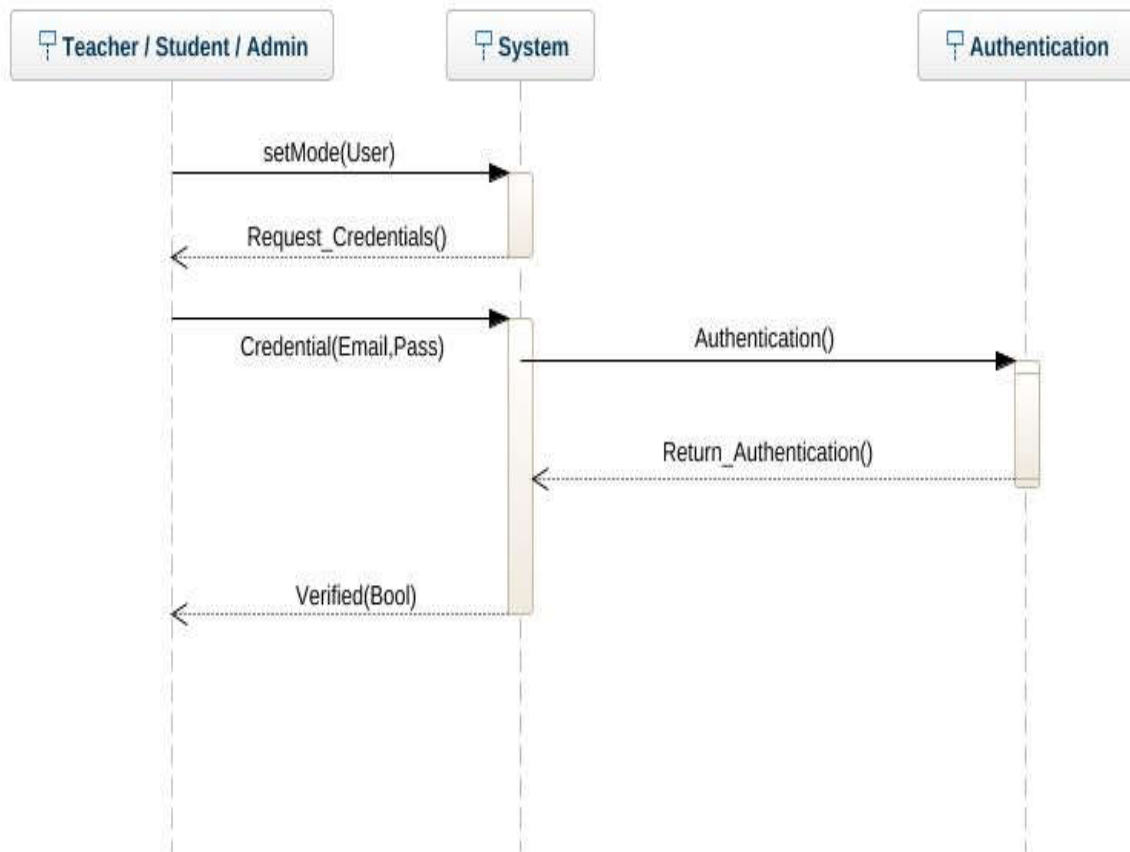 Teacher / Student / Admin
System
Authentication
setMode(User)
Request_Credentials()
Credential(Email,Pass)
Authentication()
Return_Authentication()
Verified(Bool)